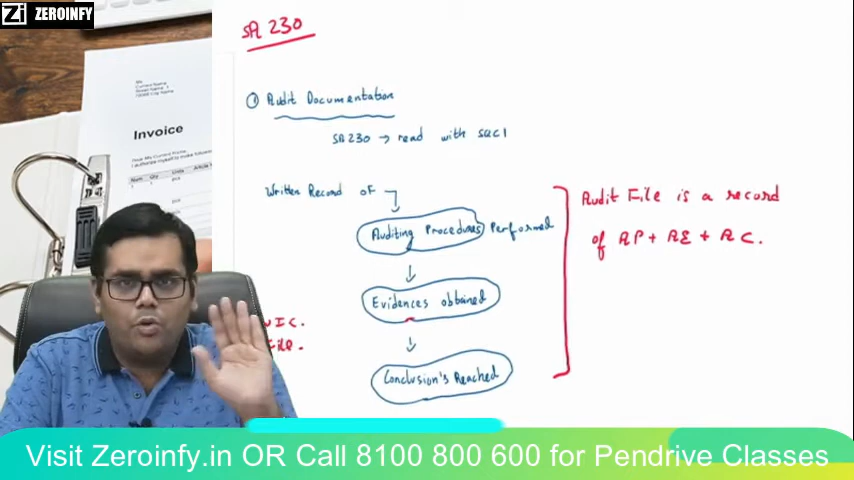 Zi ZEROINFY
SA 230
Invoice
① Audit Documentation
SA 230 → read with SQC1
Written Record of
Auditing Procedures Performed
Evidences obtained
Conclusion's Reached
Audit File is a record
of AP + AE + AC.
File.
Visit Zeroinfy.in OR Call 8100 800 600 for Pendrive Classes